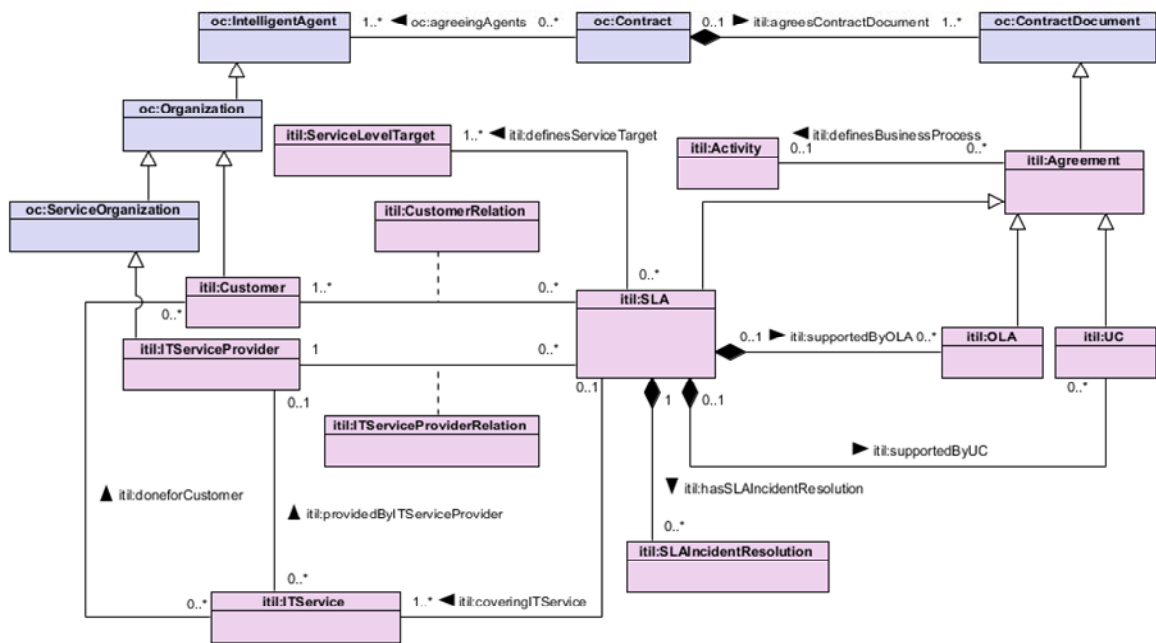 oc:IntelligentAgent 1..* ◄ oc:agreeingAgents 0..* oc:Contract 0..1 ► itil:agreesContractDocument 1..* oc:ContractDocument
oc:Organization
itil:ServiceLevelTarget 1..* ◄ itil:definesServiceTarget
◄ itil:definesBusinessProcess
itil:Activity 0..1 0..* itil:Agreement
oc:ServiceOrganization
itil:CustomerRelation
0..*
itil:Customer 1..* 0..* itil:SLA
0..*
itil:ITServiceProvider 1 0..* 0..1 ► itil:supportedByOLA 0..* itil:OLA itil:UC
0..1 0..1 1 0..1 0..*
itil:ITServiceProviderRelation
► itil:supportedByUC
▲ itil:doneforCustomer
▼ itil:hasSLAIncidentResolution
▲ itil:providedByITServiceProvider
0..*
itil:SLAIncidentResolution
0..*
0..* itil:ITService 1..* ◄ itil:coveringITService